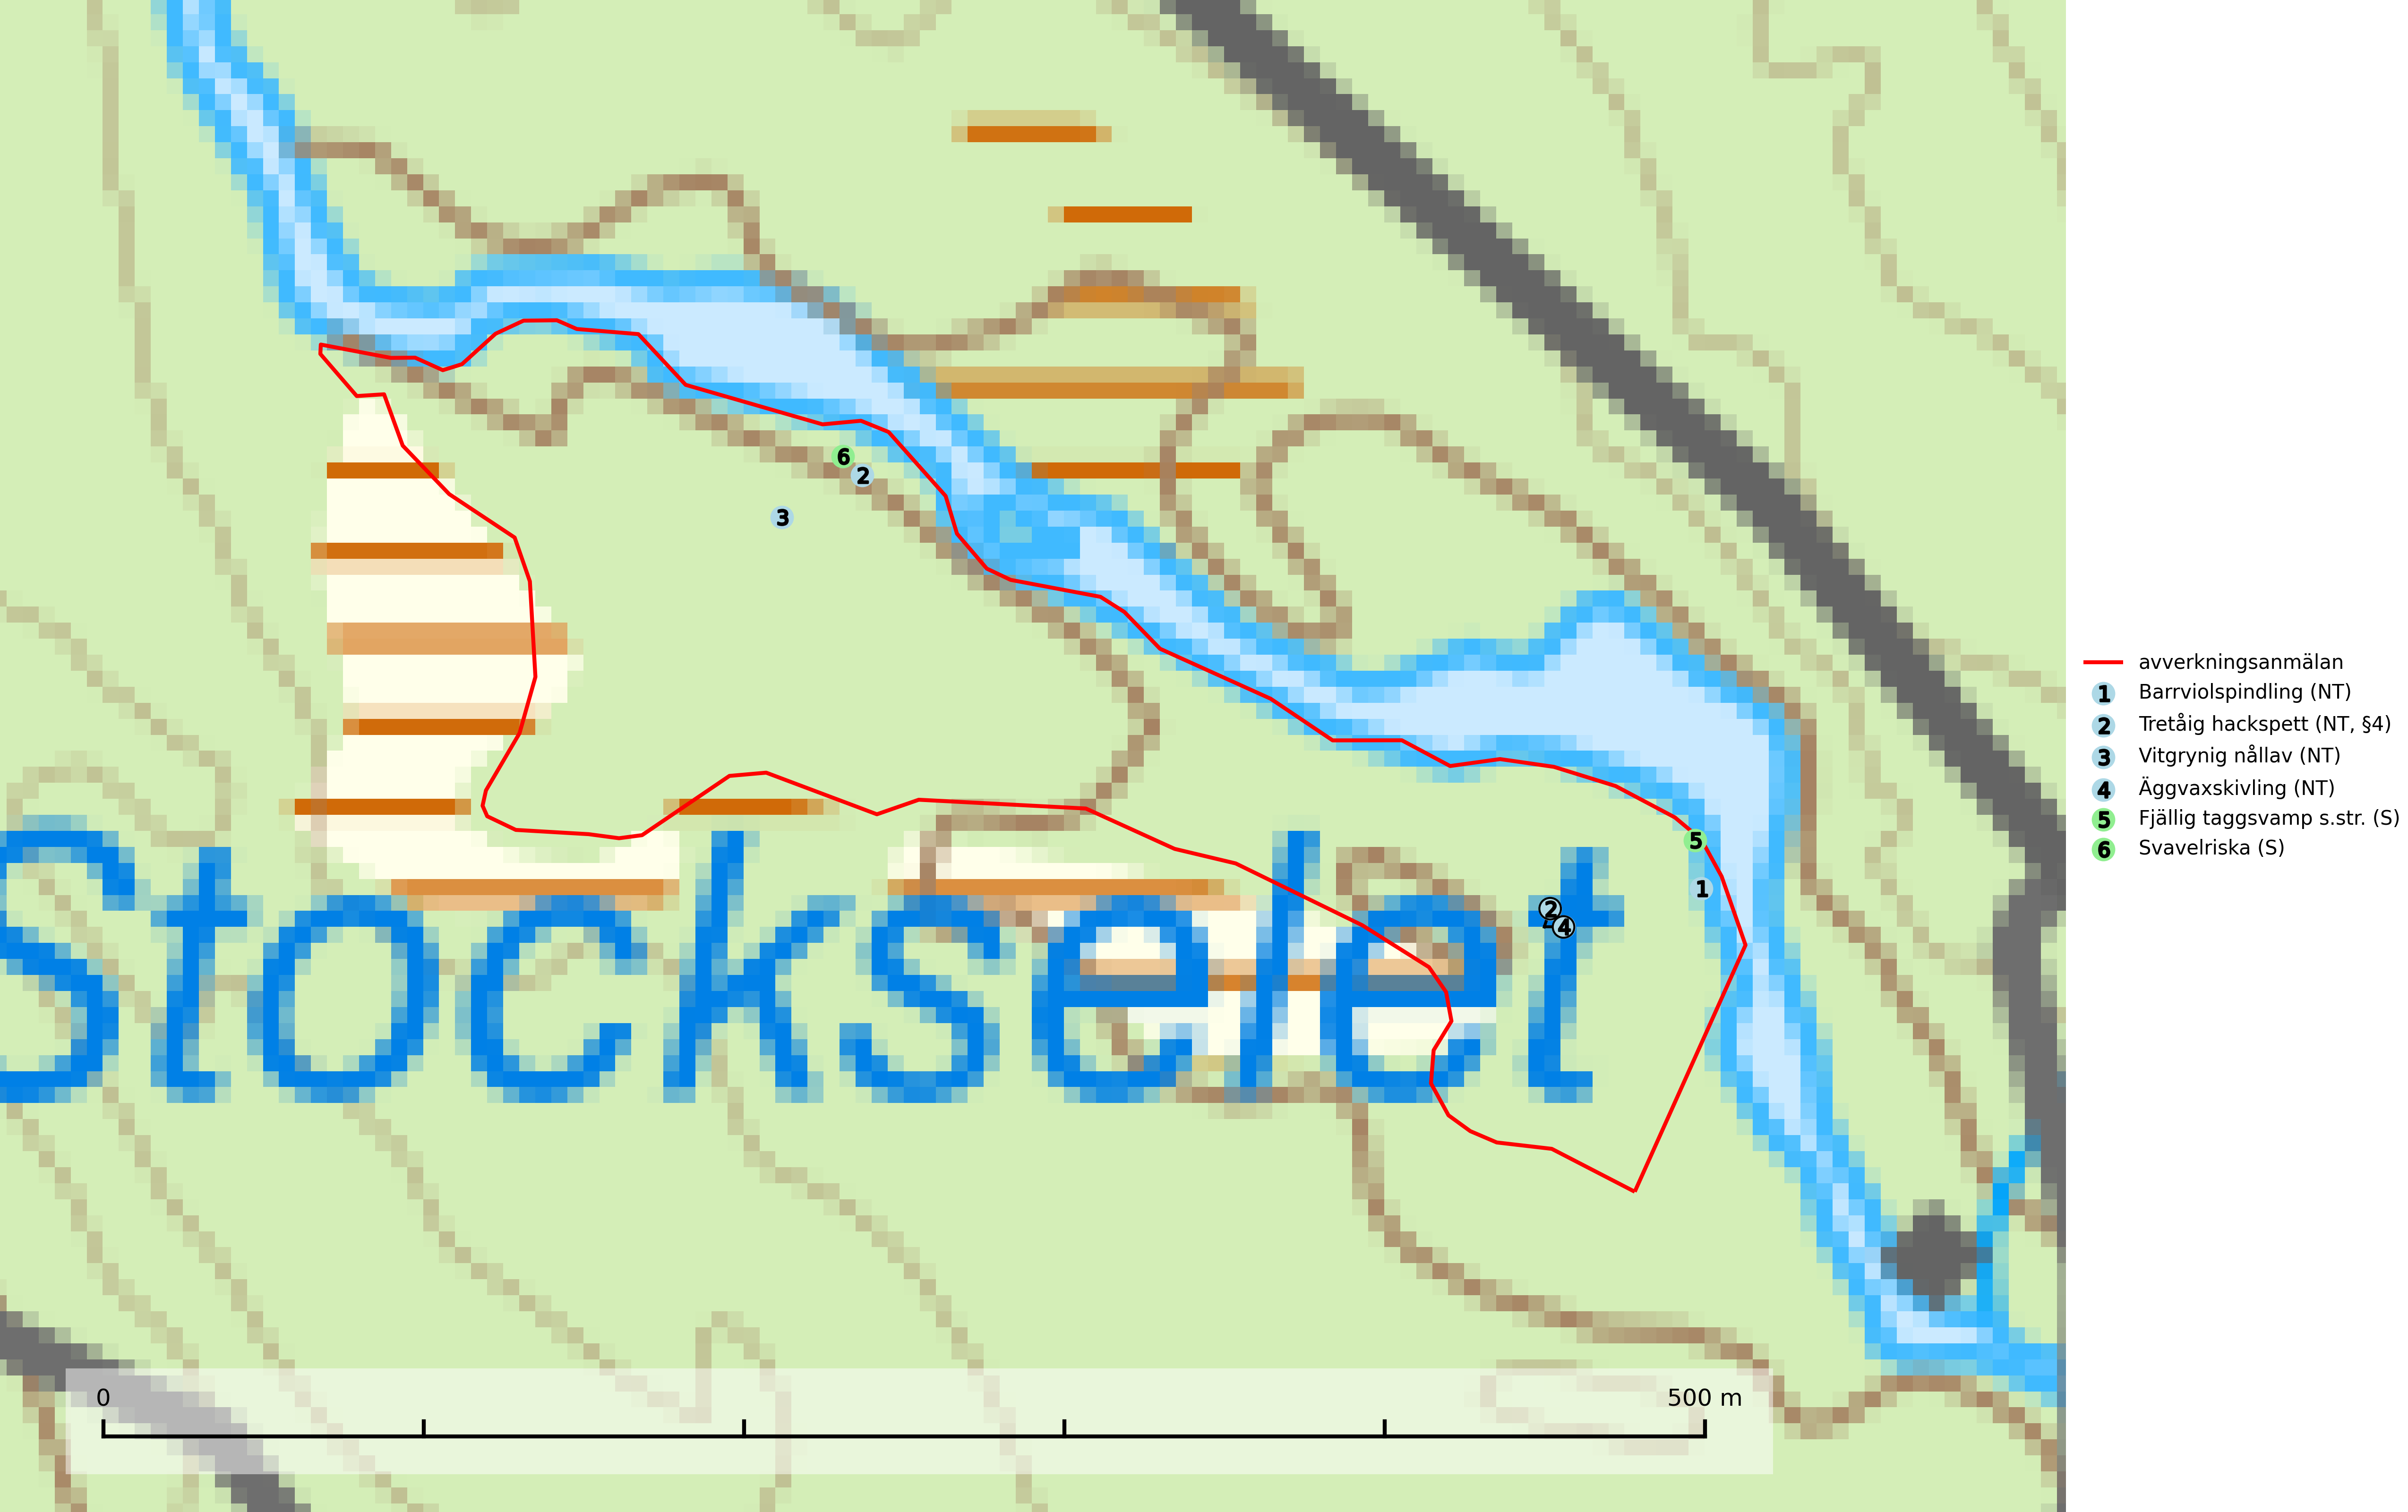 6
2
3
5
1
2
4
Stockselet
0 500 m
avverkningsanmälan
1 Barrviolspindling (NT)
2 Tretåig hackspett (NT, §4)
3 Vitgrynig nållav (NT)
4 Äggvaxskivling (NT)
5 Fjällig taggsvamp s.str. (S)
6 Svavelriska (S)